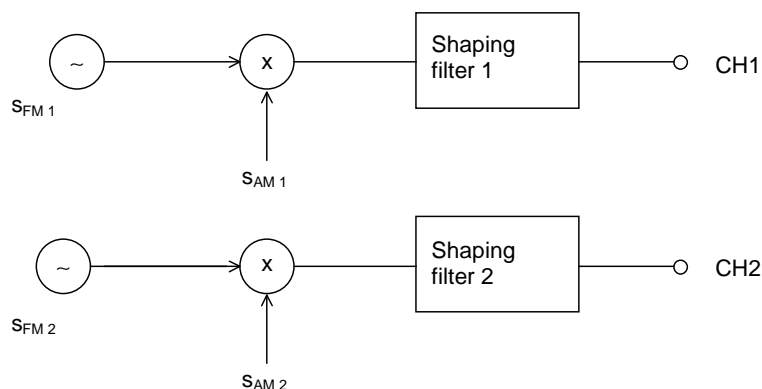 ~
x
Shaping
filter 1
CH1
s_FM 1
s_AM 1
~
x
Shaping
filter 2
CH2
s_FM 2
s_AM 2